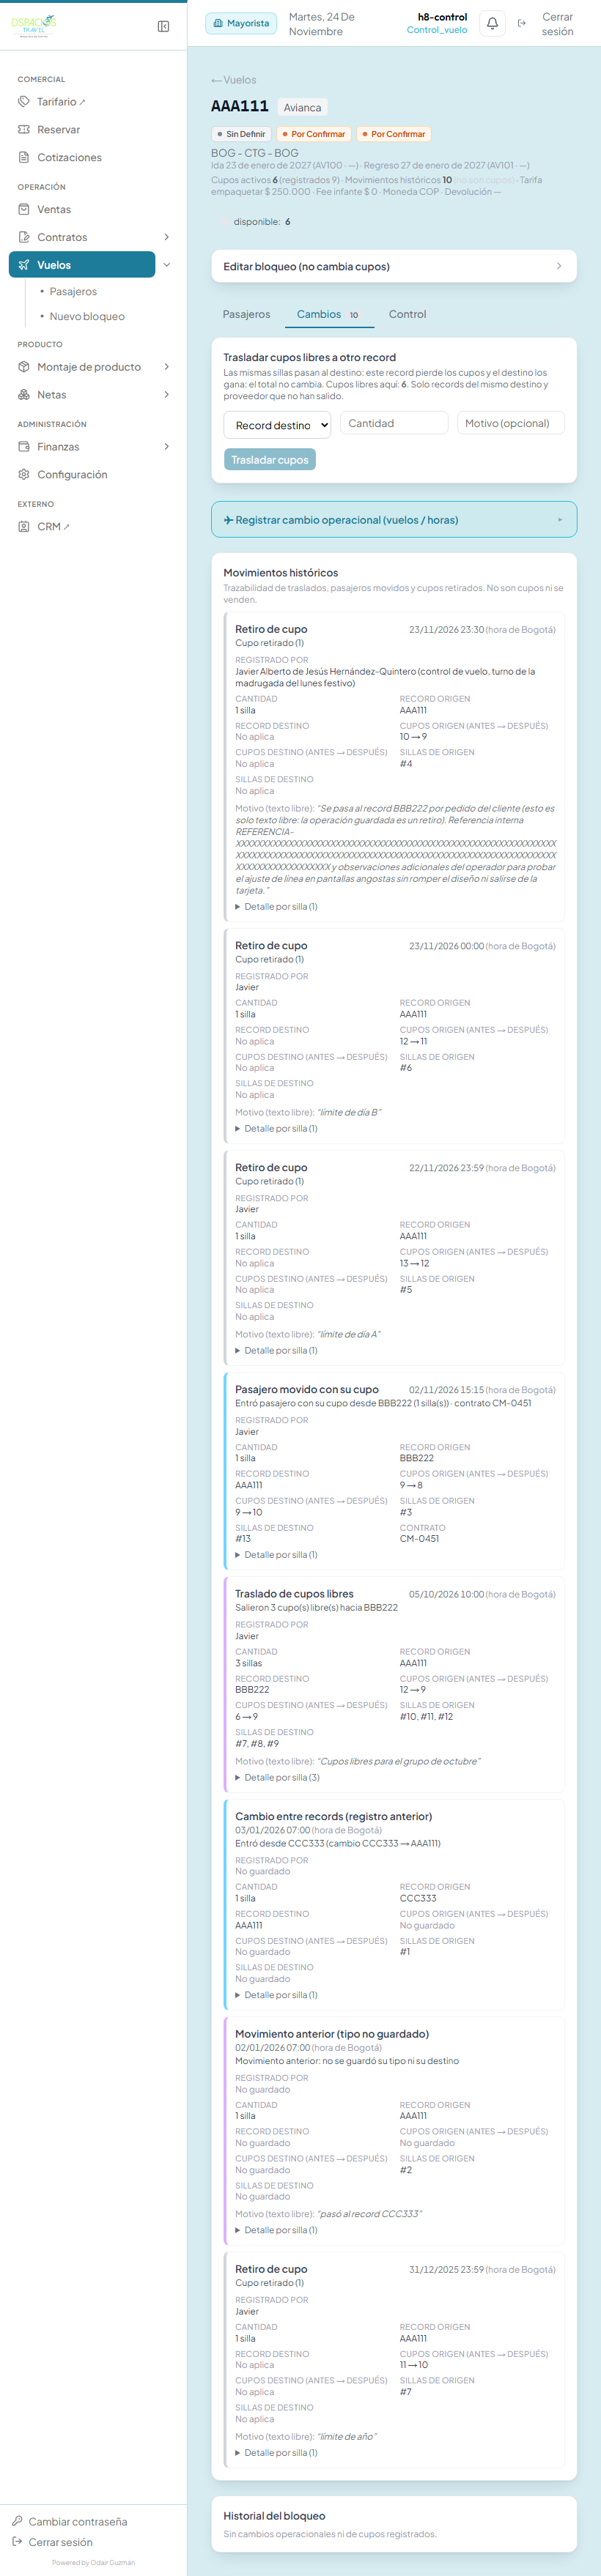 DSPACIOS
TRAVEL
COMERCIAL
Tarifario ↗
Reservar
Cotizaciones
OPERACIÓN
Ventas
Contratos
Vuelos
• Pasajeros
• Nuevo bloqueo
PRODUCTO
Montaje de producto
Netas
ADMINISTRACIÓN
Finanzas
Configuración
EXTERNO
CRM ↗
Cambiar contraseña
Cerrar sesión
Powered by Odair Guzmán
Mayorista
Martes, 24 De
Noviembre
h8-control
Control_vuelo
Cerrar
sesión
← Vuelos
AAA111 Avianca
Sin Definir Por Confirmar Por Confirmar
BOG - CTG - BOG
Ida 23 de enero de 2027 (AV100 · —) · Regreso 27 de enero de 2027 (AV101 · —)
Cupos activos 6 (registrados 9) · Movimientos históricos 10 (no son cupos) · Tarifa
empaquetar $ 250.000 · Fee infante $ 0 · Moneda COP · Devolución —
disponible: 6
Editar bloqueo (no cambia cupos)
Pasajeros Cambios 10 Control
Trasladar cupos libres a otro record
Las mismas sillas pasan al destino: este record pierde los cupos y el destino los
gana; el total no cambia. Cupos libres aquí: 6. Solo records del mismo destino y
proveedor que no han salido.
Record destino Cantidad Motivo (opcional)
Trasladar cupos
✈ Registrar cambio operacional (vuelos / horas)
Movimientos históricos
Trazabilidad de traslados, pasajeros movidos y cupos retirados. No son cupos ni se
venden.
Retiro de cupo 23/11/2026 23:30 (hora de Bogotá)
Cupo retirado (1)
REGISTRADO POR
Javier Alberto de Jesús Hernández-Quintero (control de vuelo, turno de la
madrugada del lunes festivo)
CANTIDAD RECORD ORIGEN
1 silla AAA111
RECORD DESTINO CUPOS ORIGEN (ANTES → DESPUÉS)
No aplica 10 → 9
CUPOS DESTINO (ANTES → DESPUÉS) SILLAS DE ORIGEN
No aplica #4
SILLAS DE DESTINO
No aplica
Motivo (texto libre): "Se pasa al record BBB222 por pedido del cliente (esto es
solo texto libre: la operación guardada es un retiro). Referencia interna
REFERENCIA-
y observaciones adicionales del operador para probar
el ajuste de línea en pantallas angostas sin romper el diseño ni salirse de la
tarjeta."
▶ Detalle por silla (1)
Retiro de cupo 23/11/2026 00:00 (hora de Bogotá)
Cupo retirado (1)
REGISTRADO POR
Javier
CANTIDAD RECORD ORIGEN
1 silla AAA111
RECORD DESTINO CUPOS ORIGEN (ANTES → DESPUÉS)
No aplica 12 → 11
CUPOS DESTINO (ANTES → DESPUÉS) SILLAS DE ORIGEN
No aplica #6
SILLAS DE DESTINO
No aplica
Motivo (texto libre): "límite de día B"
▶ Detalle por silla (1)
Retiro de cupo 22/11/2026 23:59 (hora de Bogotá)
Cupo retirado (1)
REGISTRADO POR
Javier
CANTIDAD RECORD ORIGEN
1 silla AAA111
RECORD DESTINO CUPOS ORIGEN (ANTES → DESPUÉS)
No aplica 13 → 12
CUPOS DESTINO (ANTES → DESPUÉS) SILLAS DE ORIGEN
No aplica #5
SILLAS DE DESTINO
No aplica
Motivo (texto libre): "límite de día A"
▶ Detalle por silla (1)
Pasajero movido con su cupo 02/11/2026 15:15 (hora de Bogotá)
Entró pasajero con su cupo desde BBB222 (1 silla(s)) · contrato CM-0451
REGISTRADO POR
Javier
CANTIDAD RECORD ORIGEN
1 silla BBB222
RECORD DESTINO CUPOS ORIGEN (ANTES → DESPUÉS)
AAA111 9 → 8
CUPOS DESTINO (ANTES → DESPUÉS) SILLAS DE ORIGEN
9 → 10 #3
SILLAS DE DESTINO CONTRATO
#13 CM-0451
▶ Detalle por silla (1)
Traslado de cupos libres 05/10/2026 10:00 (hora de Bogotá)
Salieron 3 cupo(s) libre(s) hacia BBB222
REGISTRADO POR
Javier
CANTIDAD RECORD ORIGEN
3 sillas AAA111
RECORD DESTINO CUPOS ORIGEN (ANTES → DESPUÉS)
BBB222 12 → 9
CUPOS DESTINO (ANTES → DESPUÉS) SILLAS DE ORIGEN
6 → 9 #10, #11, #12
SILLAS DE DESTINO
#7, #8, #9
Motivo (texto libre): "Cupos libres para el grupo de octubre"
▶ Detalle por silla (3)
Cambio entre records (registro anterior)
03/01/2026 07:00 (hora de Bogotá)
Entró desde CCC333 (cambio CCC333 → AAA111)
REGISTRADO POR
No guardado
CANTIDAD RECORD ORIGEN
1 silla CCC333
RECORD DESTINO CUPOS ORIGEN (ANTES → DESPUÉS)
AAA111 No guardado
CUPOS DESTINO (ANTES → DESPUÉS) SILLAS DE ORIGEN
No guardado #1
SILLAS DE DESTINO
No guardado
▶ Detalle por silla (1)
Movimiento anterior (tipo no guardado)
02/01/2026 07:00 (hora de Bogotá)
Movimiento anterior: no se guardó su tipo ni su destino
REGISTRADO POR
No guardado
CANTIDAD RECORD ORIGEN
1 silla AAA111
RECORD DESTINO CUPOS ORIGEN (ANTES → DESPUÉS)
No guardado No guardado
CUPOS DESTINO (ANTES → DESPUÉS) SILLAS DE ORIGEN
No guardado #2
SILLAS DE DESTINO
No guardado
Motivo (texto libre): "pasó al record CCC333"
▶ Detalle por silla (1)
Retiro de cupo 31/12/2025 23:59 (hora de Bogotá)
Cupo retirado (1)
REGISTRADO POR
Javier
CANTIDAD RECORD ORIGEN
1 silla AAA111
RECORD DESTINO CUPOS ORIGEN (ANTES → DESPUÉS)
No aplica 11 → 10
CUPOS DESTINO (ANTES → DESPUÉS) SILLAS DE ORIGEN
No aplica #7
SILLAS DE DESTINO
No aplica
Motivo (texto libre): "límite de año"
▶ Detalle por silla (1)
Historial del bloqueo
Sin cambios operacionales ni de cupos registrados.